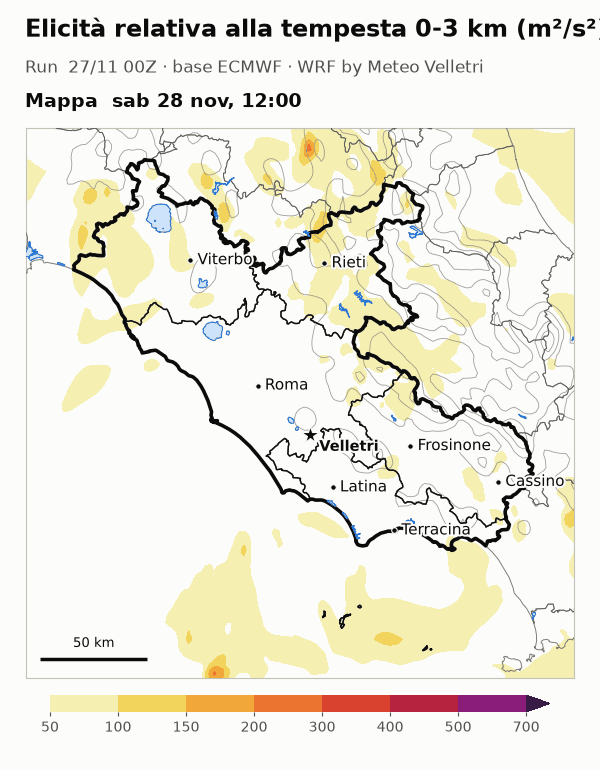 Elicità relativa alla tempesta 0-3 km (m²/s²)
Run 27/11 00Z · base ECMWF · WRF by Meteo Velletri
Mappa sab 28 nov, 12:00
Viterbo
Rieti
Roma
Velletri
Frosinone
Cassino
Latina
Terracina
50 km
50 100 150 200 300 400 500 700